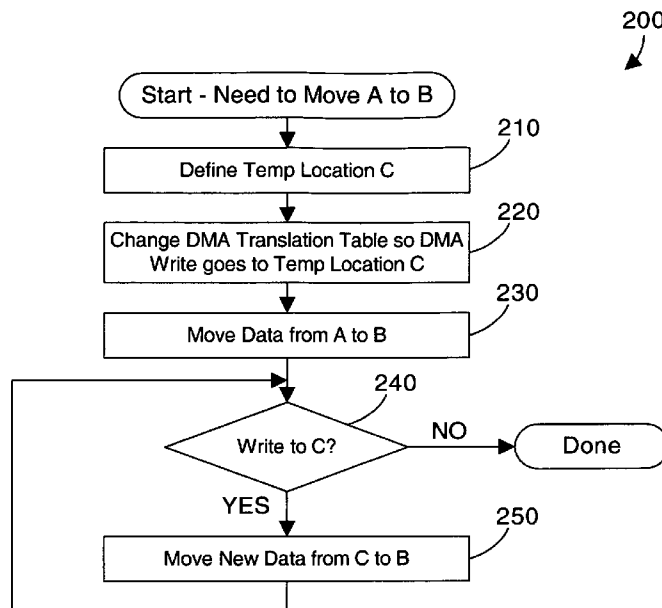 200
Start - Need to Move A to B
210
Define Temp Location C
220
Change DMA Translation Table so DMA
Write goes to Temp Location C
230
Move Data from A to B
240
Write to C?
NO
Done
YES
250
Move New Data from C to B